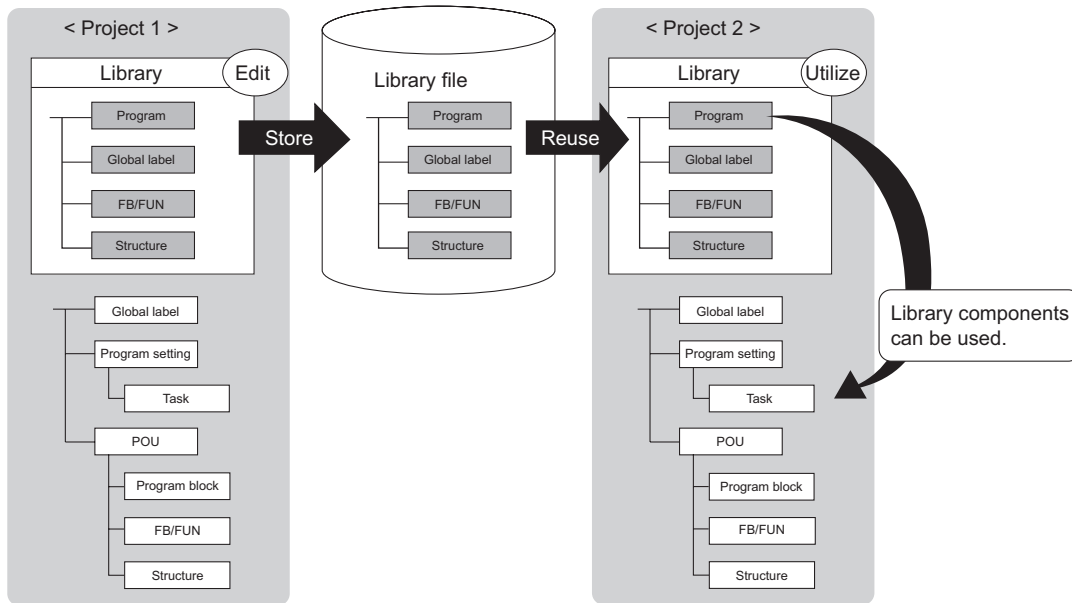 < Project 1 >
Library
Edit
Program
Global label
FB/FUN
Structure
Global label
Program setting
Task
POU
Program block
FB/FUN
Structure
Store
Library file
Program
Global label
FB/FUN
Structure
Reuse
< Project 2 >
Library
Utilize
Program
Global label
FB/FUN
Structure
Global label
Program setting
Task
POU
Program block
FB/FUN
Structure
Library components
can be used.